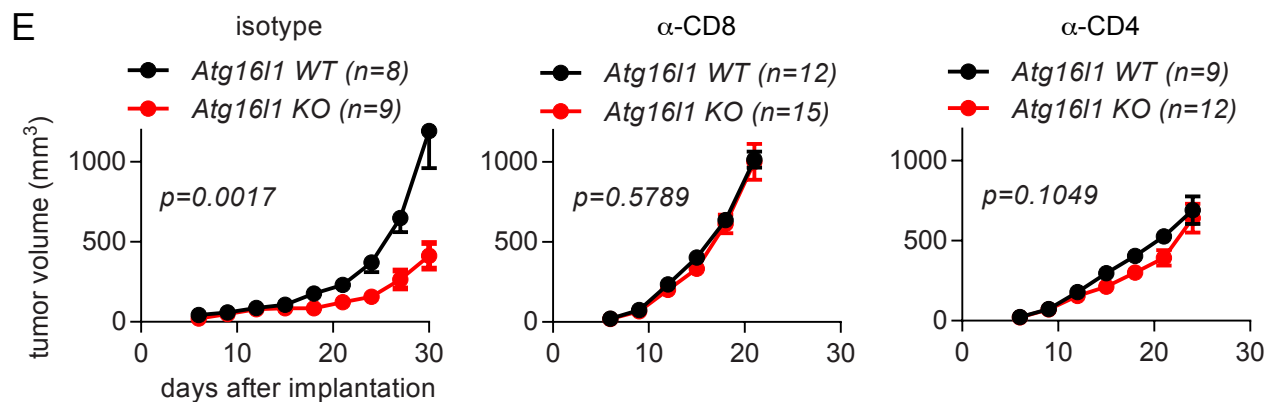 E
isotype
Atg16l1 WT (n=8)
Atg16l1 KO (n=9)
p=0.0017
tumor volume (mm³)
1000
500
0
0 10 20 30
days after implantation
α-CD8
Atg16l1 WT (n=12)
Atg16l1 KO (n=15)
p=0.5789
1000
500
0
0 10 20 30
α-CD4
Atg16l1 WT (n=9)
Atg16l1 KO (n=12)
p=0.1049
1000
500
0
0 10 20 30